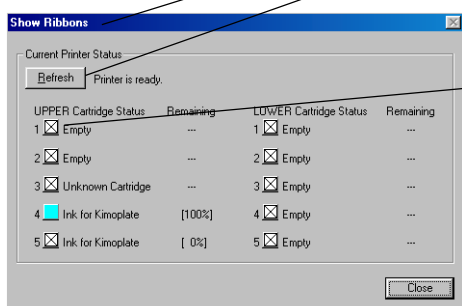 Show Ribbons
Current Printer Status
Refresh Printer is ready.
UPPER Cartridge Status Remaining LOWER Cartridge Status Remaining
1 Empty --- 1 Empty ---
2 Empty --- 2 Empty ---
3 Unknown Cartridge --- 3 Empty ---
4 Ink for Kimoplate [100%] 4 Empty ---
5 Ink for Kimoplate [ 0%] 5 Empty ---
Close